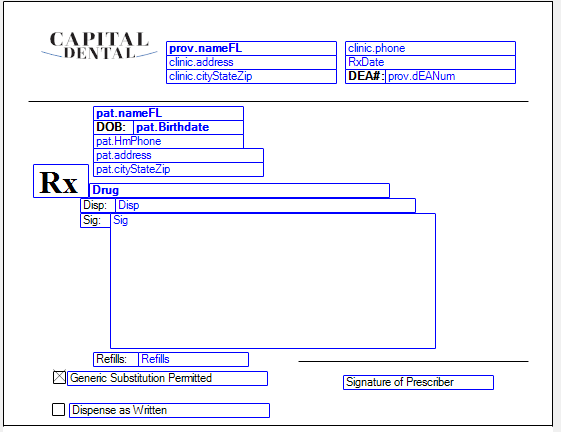 CAPITAL
DENTAL
prov.nameFL
clinic.address
clinic.cityStateZip
clinic.phone
RxDate
DEA#: prov.dEANum
pat.nameFL
DOB: pat.Birthdate
pat.HmPhone
pat.address
pat.cityStateZip
Rx
Drug
Disp: Disp
Sig: Sig
Refills: Refills
Generic Substitution Permitted
Signature of Prescriber
Dispense as Written